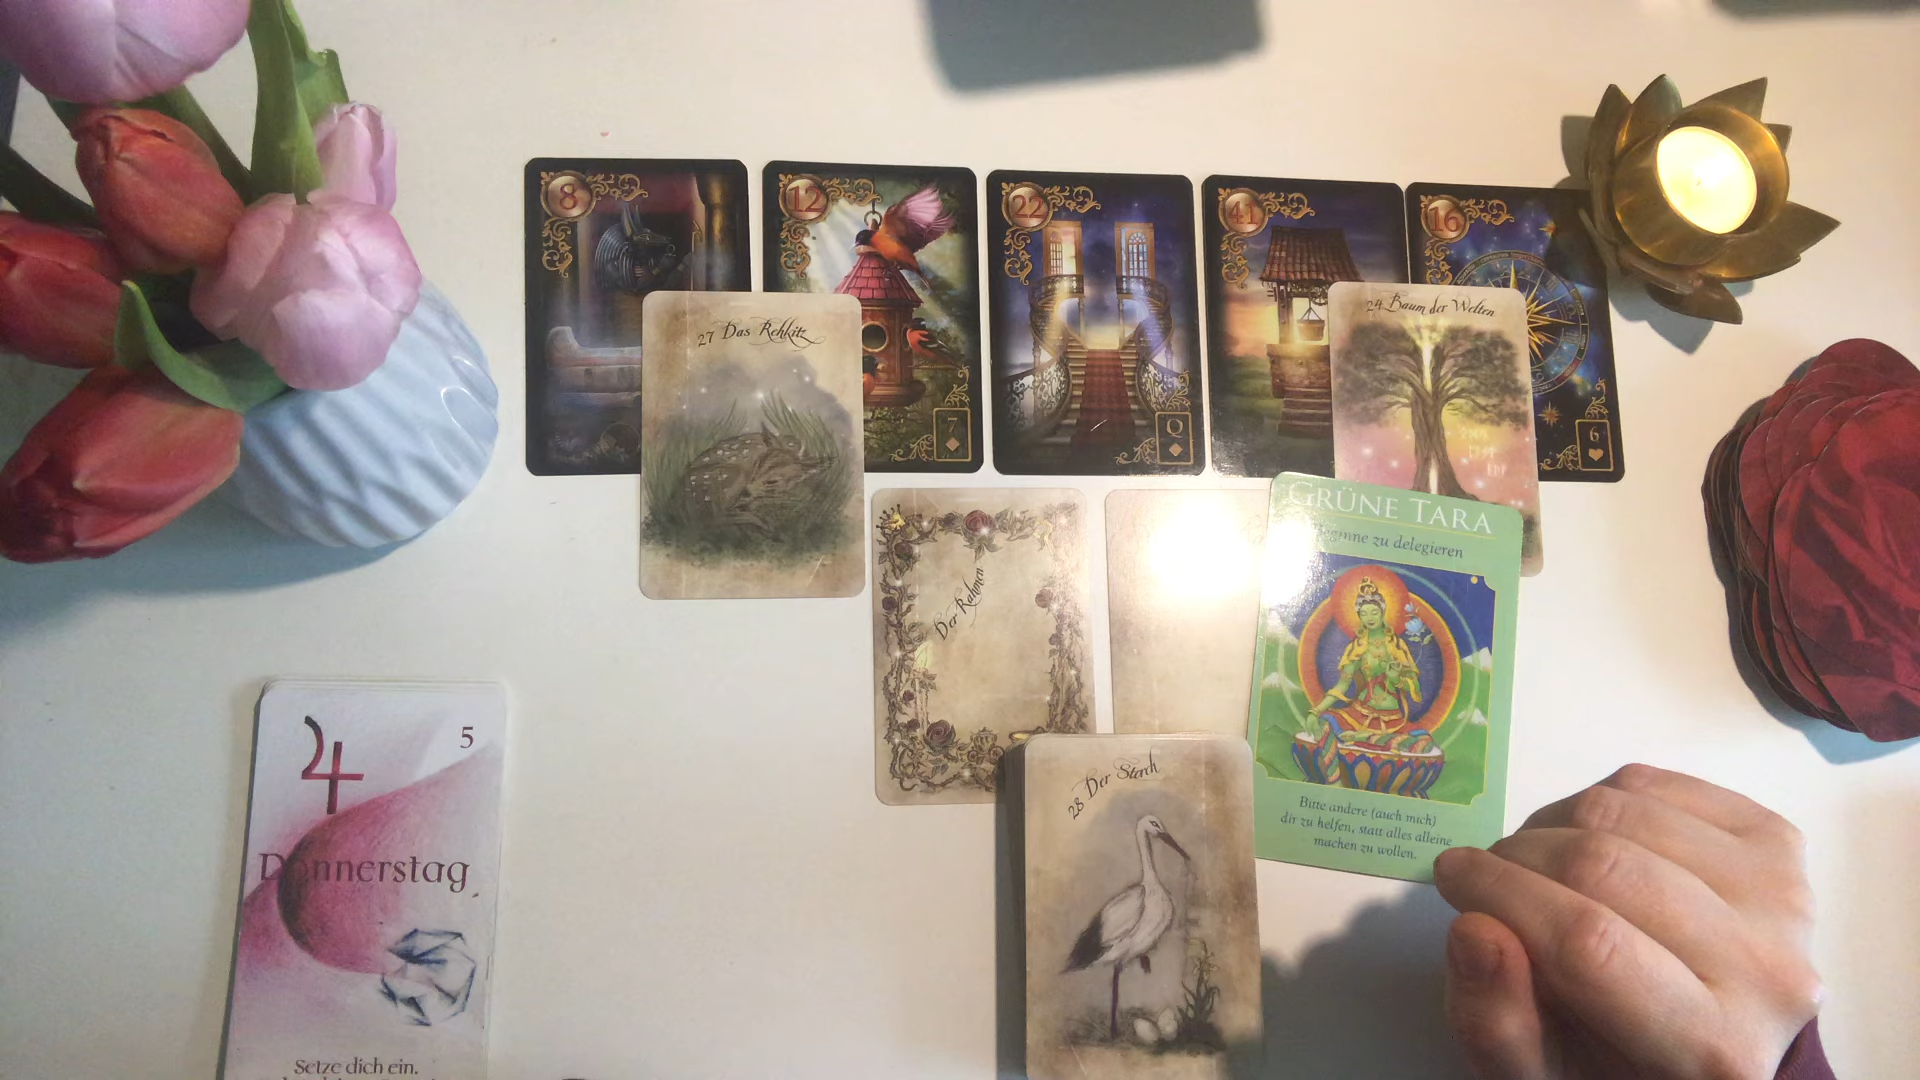 8
12
22
41
16
27 Das Rehkitz
24 Baum der Welten
7
Q
6
Der Rahmen
GRÜNE TARA
Beginne zu delegieren
Bitte andere (auch mich)
dir zu helfen, statt alles alleine
machen zu wollen.
28 Der Storch
5
Donnerstag
Setze dich ein.